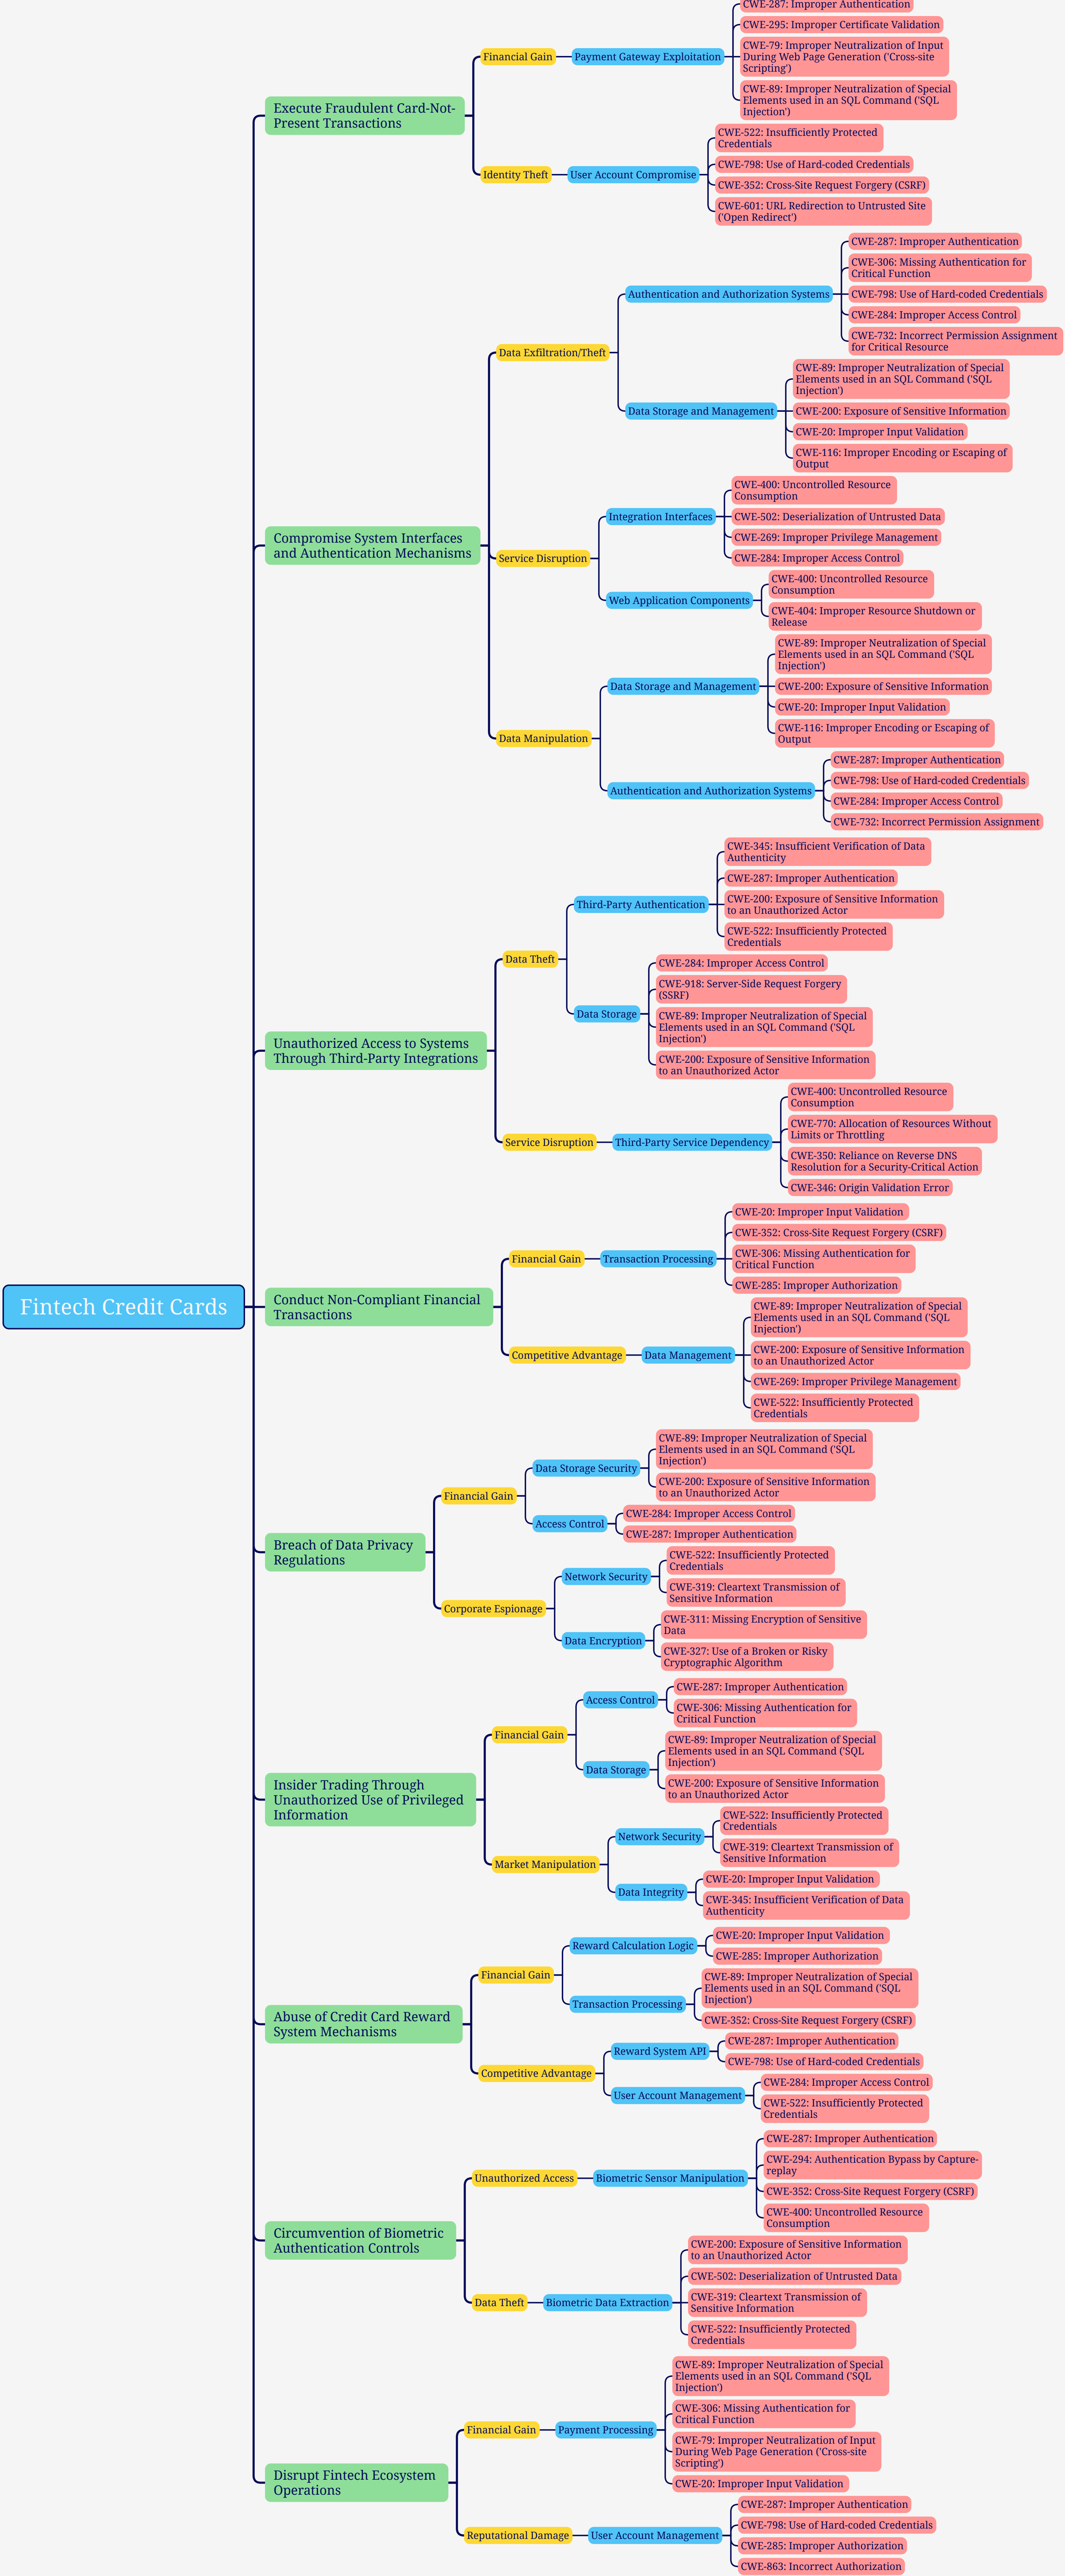 Fintech Credit Cards
Execute Fraudulent Card-Not-
Present Transactions
Financial Gain
Payment Gateway Exploitation
CWE-287: Improper Authentication
CWE-295: Improper Certificate Validation
CWE-79: Improper Neutralization of Input
During Web Page Generation ('Cross-site
Scripting')
CWE-89: Improper Neutralization of Special
Elements used in an SQL Command ('SQL
Injection')
Identity Theft
User Account Compromise
CWE-522: Insufficiently Protected
Credentials
CWE-798: Use of Hard-coded Credentials
CWE-352: Cross-Site Request Forgery (CSRF)
CWE-601: URL Redirection to Untrusted Site
('Open Redirect')
Compromise System Interfaces
and Authentication Mechanisms
Data Exfiltration/Theft
Authentication and Authorization Systems
CWE-287: Improper Authentication
CWE-306: Missing Authentication for
Critical Function
CWE-798: Use of Hard-coded Credentials
CWE-284: Improper Access Control
CWE-732: Incorrect Permission Assignment
for Critical Resource
Data Storage and Management
CWE-89: Improper Neutralization of Special
Elements used in an SQL Command ('SQL
Injection')
CWE-200: Exposure of Sensitive Information
CWE-20: Improper Input Validation
CWE-116: Improper Encoding or Escaping of
Output
Service Disruption
Integration Interfaces
CWE-400: Uncontrolled Resource
Consumption
CWE-502: Deserialization of Untrusted Data
CWE-269: Improper Privilege Management
CWE-284: Improper Access Control
Web Application Components
CWE-400: Uncontrolled Resource
Consumption
CWE-404: Improper Resource Shutdown or
Release
Data Manipulation
Data Storage and Management
CWE-89: Improper Neutralization of Special
Elements used in an SQL Command ('SQL
Injection')
CWE-200: Exposure of Sensitive Information
CWE-20: Improper Input Validation
CWE-116: Improper Encoding or Escaping of
Output
Authentication and Authorization Systems
CWE-287: Improper Authentication
CWE-798: Use of Hard-coded Credentials
CWE-284: Improper Access Control
CWE-732: Incorrect Permission Assignment
Unauthorized Access to Systems
Through Third-Party Integrations
Data Theft
Third-Party Authentication
CWE-345: Insufficient Verification of Data
Authenticity
CWE-287: Improper Authentication
CWE-200: Exposure of Sensitive Information
to an Unauthorized Actor
CWE-522: Insufficiently Protected
Credentials
Data Storage
CWE-284: Improper Access Control
CWE-918: Server-Side Request Forgery
(SSRF)
CWE-89: Improper Neutralization of Special
Elements used in an SQL Command ('SQL
Injection')
CWE-200: Exposure of Sensitive Information
to an Unauthorized Actor
Service Disruption
Third-Party Service Dependency
CWE-400: Uncontrolled Resource
Consumption
CWE-770: Allocation of Resources Without
Limits or Throttling
CWE-350: Reliance on Reverse DNS
Resolution for a Security-Critical Action
CWE-346: Origin Validation Error
Conduct Non-Compliant Financial
Transactions
Financial Gain
Transaction Processing
CWE-20: Improper Input Validation
CWE-352: Cross-Site Request Forgery (CSRF)
CWE-306: Missing Authentication for
Critical Function
CWE-285: Improper Authorization
Competitive Advantage
Data Management
CWE-89: Improper Neutralization of Special
Elements used in an SQL Command ('SQL
Injection')
CWE-200: Exposure of Sensitive Information
to an Unauthorized Actor
CWE-269: Improper Privilege Management
CWE-522: Insufficiently Protected
Credentials
Breach of Data Privacy
Regulations
Financial Gain
Data Storage Security
CWE-89: Improper Neutralization of Special
Elements used in an SQL Command ('SQL
Injection')
CWE-200: Exposure of Sensitive Information
to an Unauthorized Actor
Access Control
CWE-284: Improper Access Control
CWE-287: Improper Authentication
Corporate Espionage
Network Security
CWE-522: Insufficiently Protected
Credentials
CWE-319: Cleartext Transmission of
Sensitive Information
Data Encryption
CWE-311: Missing Encryption of Sensitive
Data
CWE-327: Use of a Broken or Risky
Cryptographic Algorithm
Insider Trading Through
Unauthorized Use of Privileged
Information
Financial Gain
Access Control
CWE-287: Improper Authentication
CWE-306: Missing Authentication for
Critical Function
Data Storage
CWE-89: Improper Neutralization of Special
Elements used in an SQL Command ('SQL
Injection')
CWE-200: Exposure of Sensitive Information
to an Unauthorized Actor
Market Manipulation
Network Security
CWE-522: Insufficiently Protected
Credentials
CWE-319: Cleartext Transmission of
Sensitive Information
Data Integrity
CWE-20: Improper Input Validation
CWE-345: Insufficient Verification of Data
Authenticity
Abuse of Credit Card Reward
System Mechanisms
Financial Gain
Reward Calculation Logic
CWE-20: Improper Input Validation
CWE-285: Improper Authorization
Transaction Processing
CWE-89: Improper Neutralization of Special
Elements used in an SQL Command ('SQL
Injection')
CWE-352: Cross-Site Request Forgery (CSRF)
Competitive Advantage
Reward System API
CWE-287: Improper Authentication
CWE-798: Use of Hard-coded Credentials
User Account Management
CWE-284: Improper Access Control
CWE-522: Insufficiently Protected
Credentials
Circumvention of Biometric
Authentication Controls
Unauthorized Access
Biometric Sensor Manipulation
CWE-287: Improper Authentication
CWE-294: Authentication Bypass by Capture-
replay
CWE-352: Cross-Site Request Forgery (CSRF)
CWE-400: Uncontrolled Resource
Consumption
Data Theft
Biometric Data Extraction
CWE-200: Exposure of Sensitive Information
to an Unauthorized Actor
CWE-502: Deserialization of Untrusted Data
CWE-319: Cleartext Transmission of
Sensitive Information
CWE-522: Insufficiently Protected
Credentials
Disrupt Fintech Ecosystem
Operations
Financial Gain
Payment Processing
CWE-89: Improper Neutralization of Special
Elements used in an SQL Command ('SQL
Injection')
CWE-306: Missing Authentication for
Critical Function
CWE-79: Improper Neutralization of Input
During Web Page Generation ('Cross-site
Scripting')
CWE-20: Improper Input Validation
Reputational Damage
User Account Management
CWE-287: Improper Authentication
CWE-798: Use of Hard-coded Credentials
CWE-285: Improper Authorization
CWE-863: Incorrect Authorization